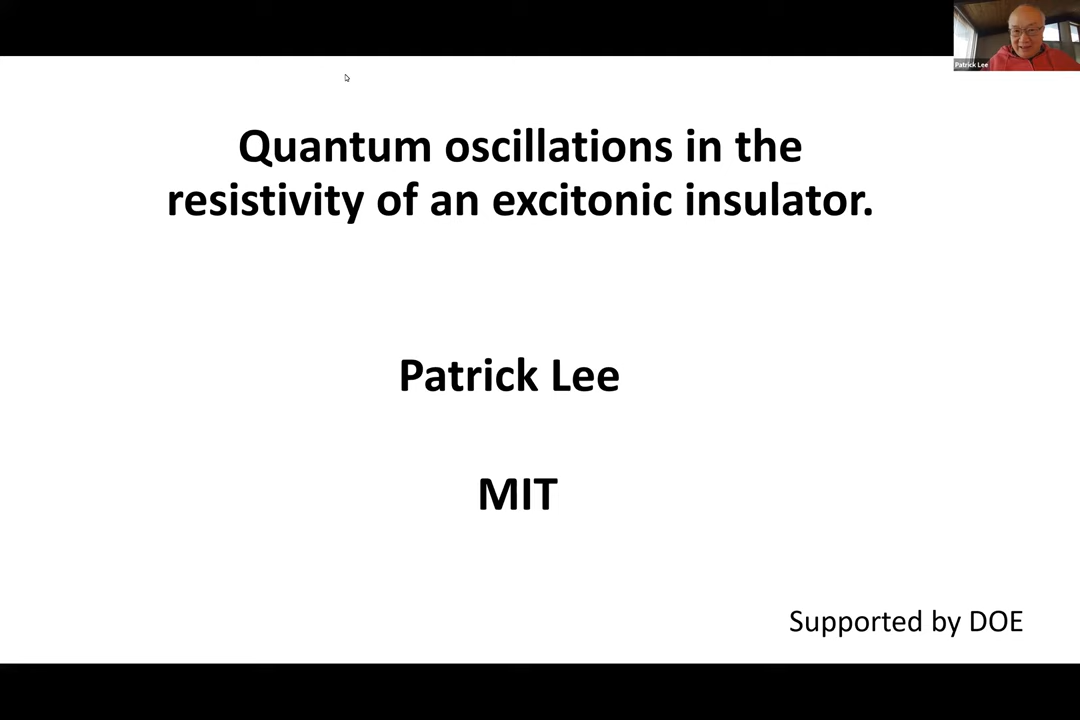 Patrick Lee
Quantum oscillations in the
resistivity of an excitonic insulator.
Patrick Lee
MIT
Supported by DOE